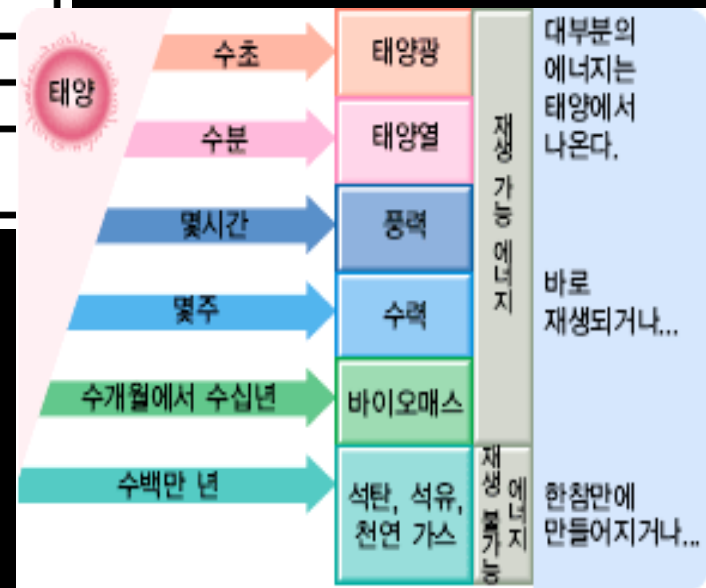 태양
수초
태양광
수분
태양열
몇시간
풍력
몇주
수력
수개월에서 수십년
바이오매스
수백만 년
석탄, 석유,
천연 가스
재생 가능 에너지
재생 불가능
에너지
대부분의
에너지는
태양에서
나온다.
바로
재생되거나...
한참만에
만들어지거나...